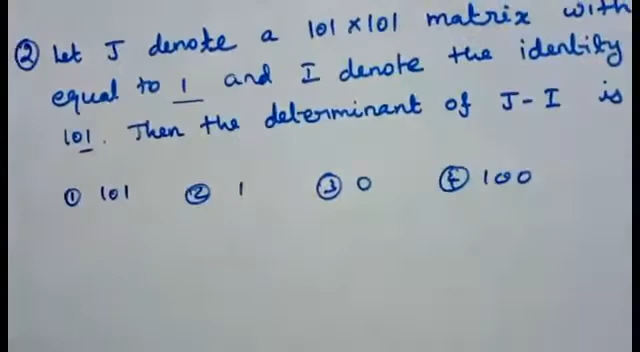 ② Let J denote a 101 × 101 matrix with
equal to 1 and I denote the identity
101. Then the determinant of J - I is
① 101 ② 1 ③ 0 ④ 100